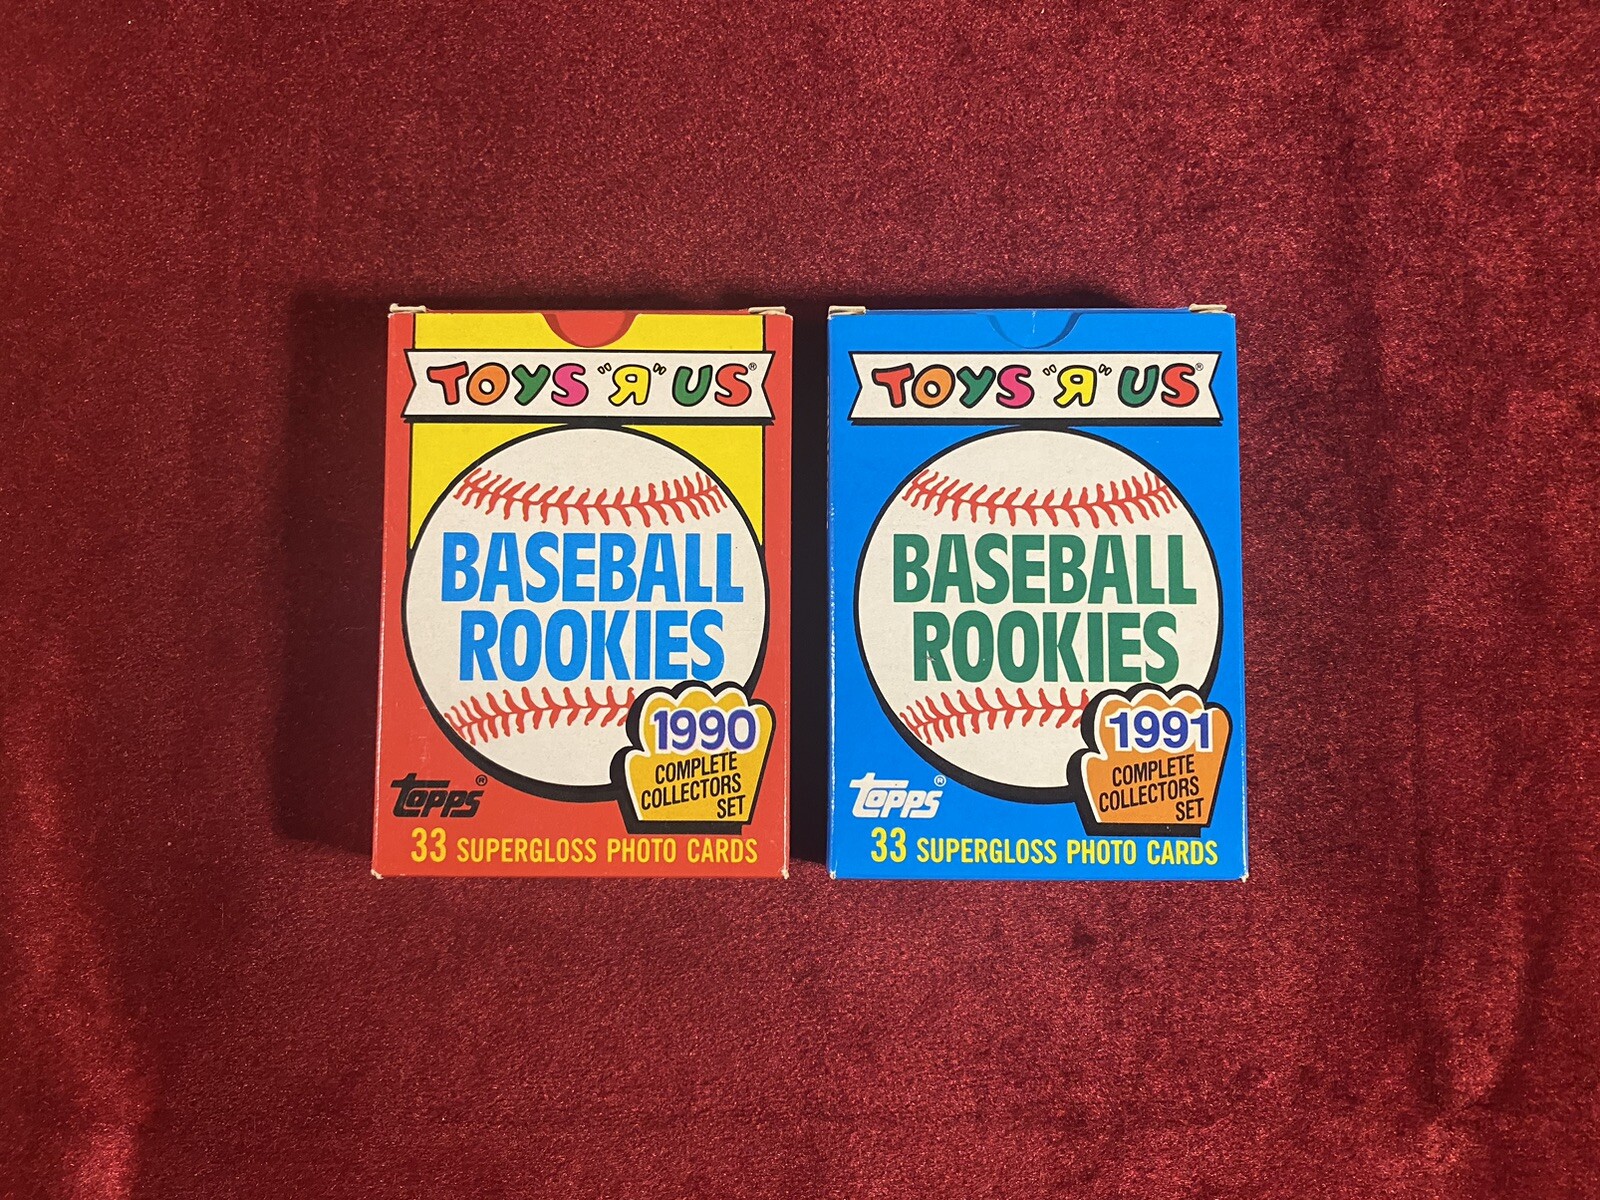 TOYS "R" US®
BASEBALL
ROOKIES
1990
COMPLETE
COLLECTORS
SET
topps®
33 SUPERGLOSS PHOTO CARDS
TOYS "R" US®
BASEBALL
ROOKIES
1991
COMPLETE
COLLECTORS
SET
topps®
33 SUPERGLOSS PHOTO CARDS